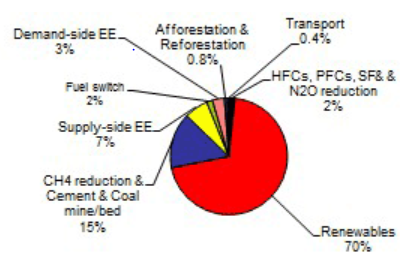 Afforestation &
Reforestation
0.8%
Transport
0.4%
Demand-side EE
3%
HFCs, PFCs, SF& &
N2O reduction
2%
Fuel switch
2%
Supply-side EE
7%
CH4 reduction &
Cement & Coal
mine/bed
15%
Renewables
70%